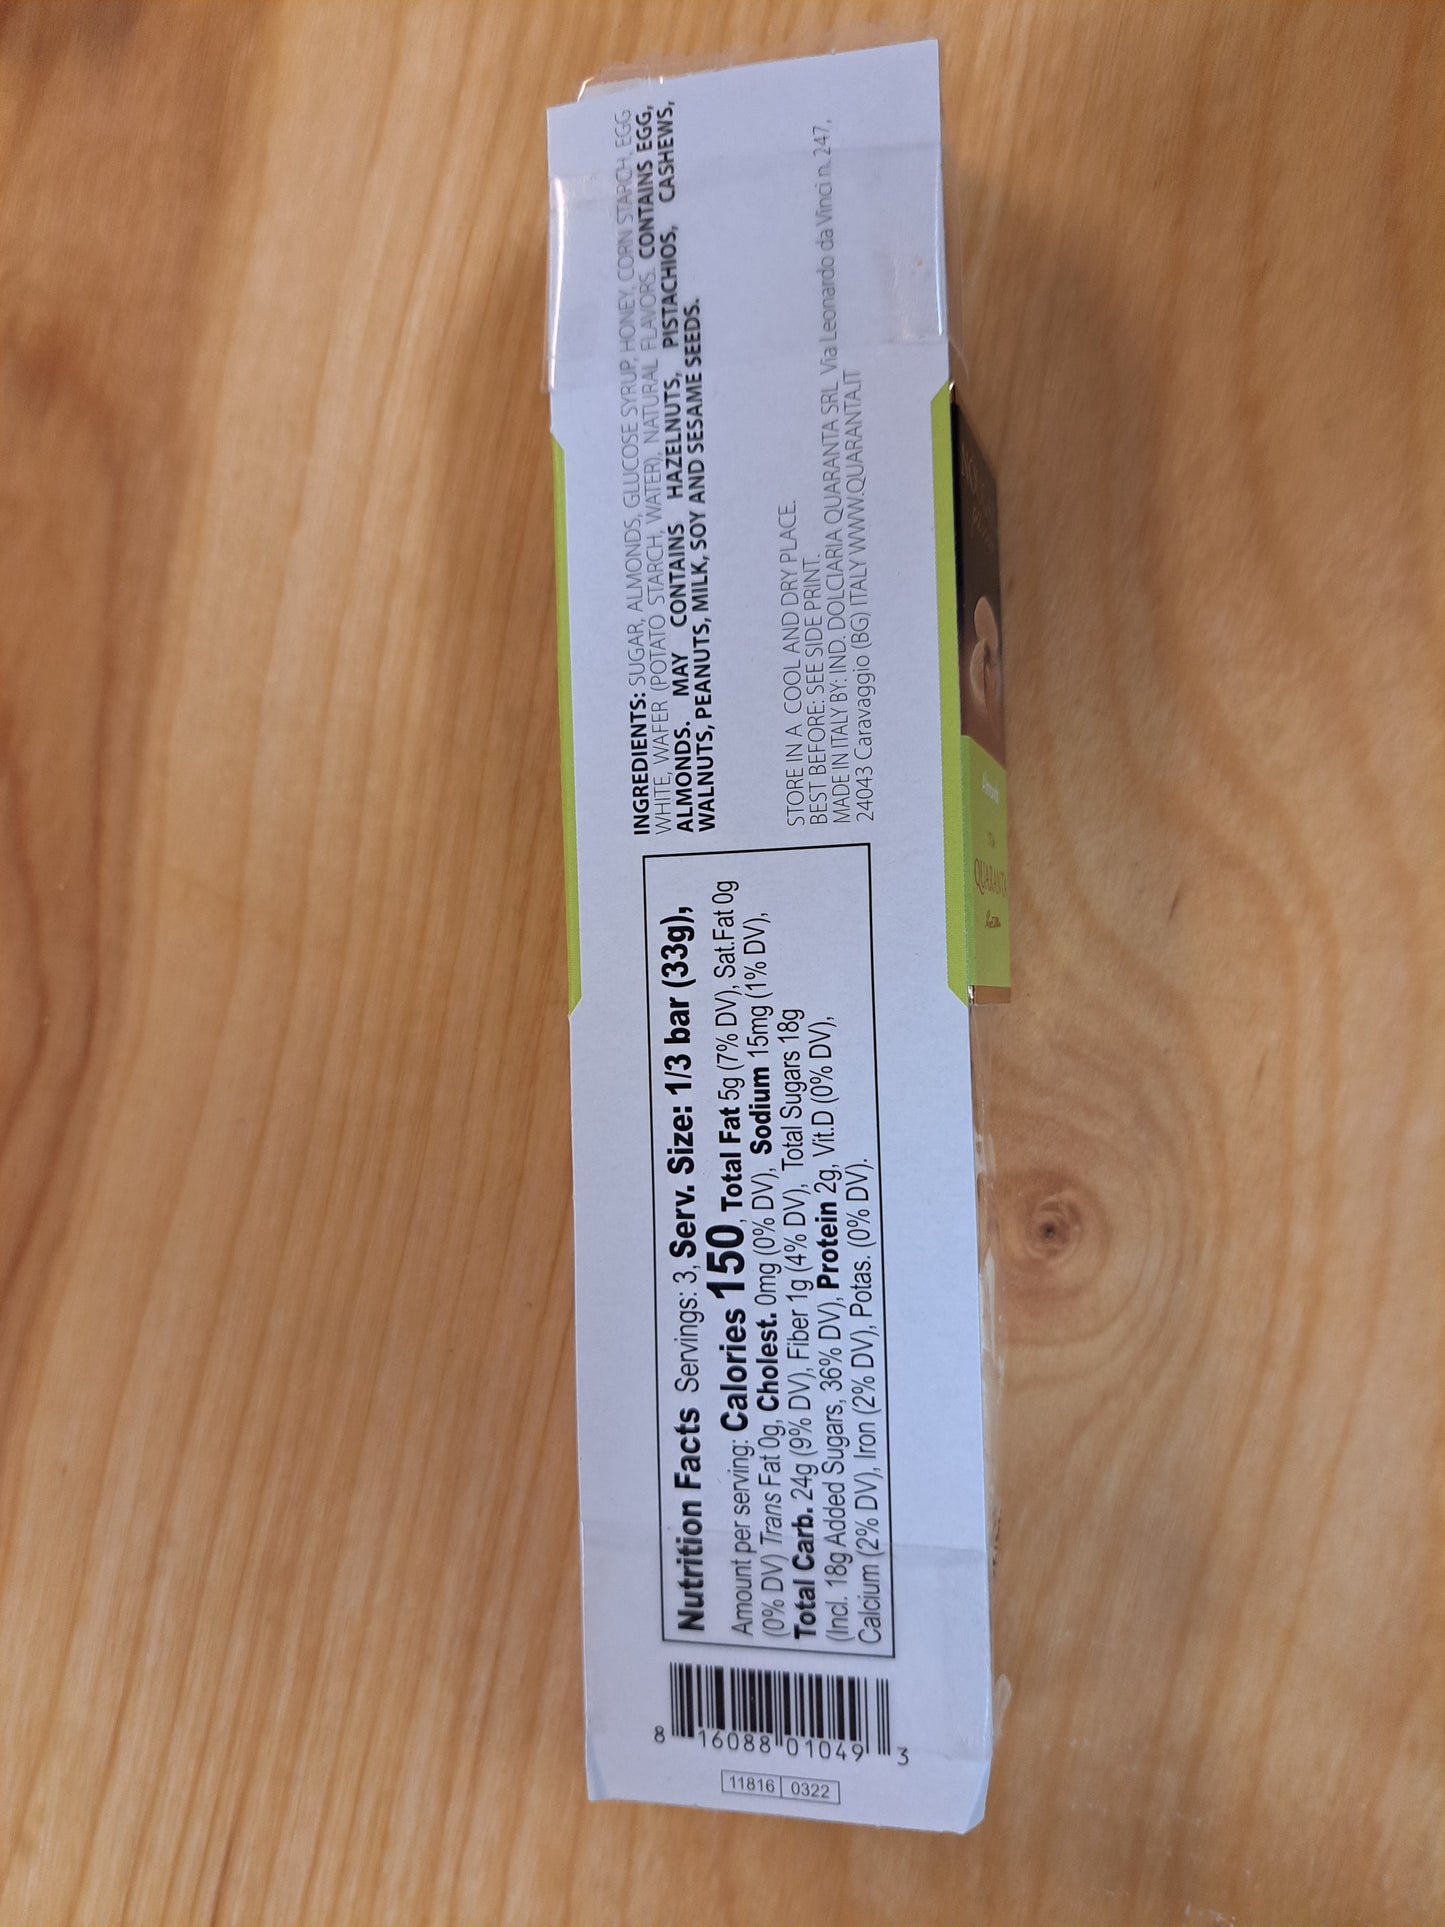 INGREDIENTS: SUGAR, ALMONDS, GLUCOSE SYRUP, HONEY, CORN STARCH, EGG
WHITE, WAFER (POTATO STARCH, WATER), NATURAL FLAVORS. CONTAINS EGG,
ALMONDS. MAY CONTAINS HAZELNUTS, PISTACHIOS, CASHEWS,
WALNUTS, PEANUTS, MILK, SOY AND SESAME SEEDS.
STORE IN A COOL AND DRY PLACE.
BEST BEFORE: SEE SIDE PRINT.
MADE IN ITALY BY: IND. DOLCIARIA QUARANTA SRL Via Leonardo da Vinci n. 247,
24043 Caravaggio (BG) ITALY WWW.QUARANTA.IT
Nutrition Facts Servings: 3, Serv. Size: 1/3 bar (33g),
Amount per serving: Calories 150, Total Fat 5g (7% DV), Sat.Fat 0g
(0% DV) Trans Fat 0g, Cholest. 0mg (0% DV), Sodium 15mg (1% DV),
Total Carb. 24g (9% DV), Fiber 1g (4% DV), Total Sugars 18g
(Incl. 18g Added Sugars, 36% DV), Protein 2g, Vit.D (0% DV),
Calcium (2% DV), Iron (2% DV), Potas. (0% DV).
8 16088 01049 3
11816 0322
Almond
QUARANTA